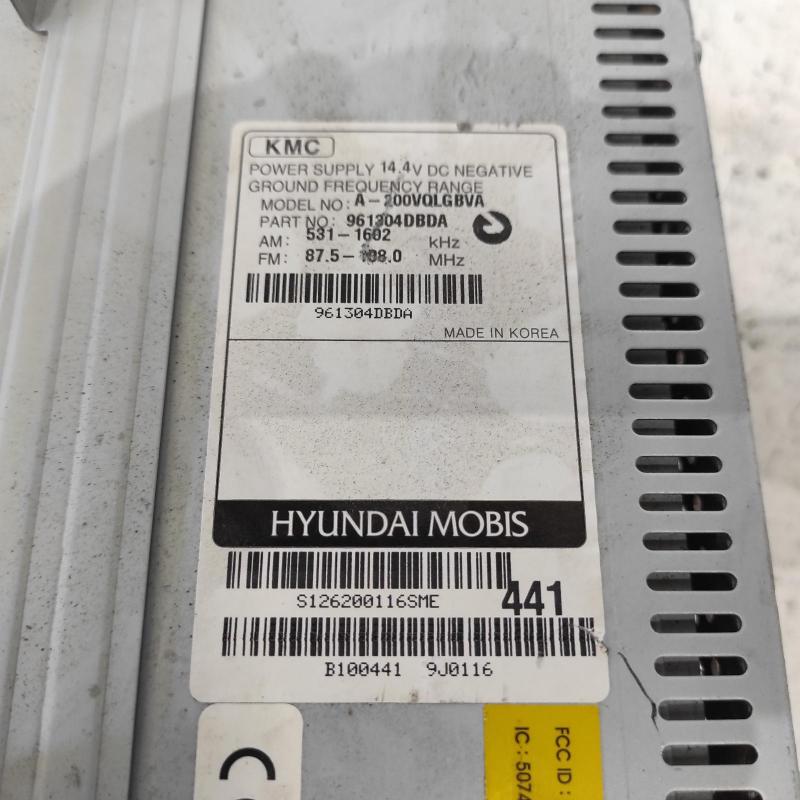 KMC
POWER SUPPLY 14.4V DC NEGATIVE
GROUND FREQUENCY RANGE
MODEL NO: A-200VQLGBVA
PART NO: 961304DBDA
AM: 531-1602 kHz
FM: 87.5-108.0 MHz
961304DBDA
MADE IN KOREA
HYUNDAI MOBIS
S126200116SME 441
B100441 9J0116
CE
FCC ID :
IC : 5074